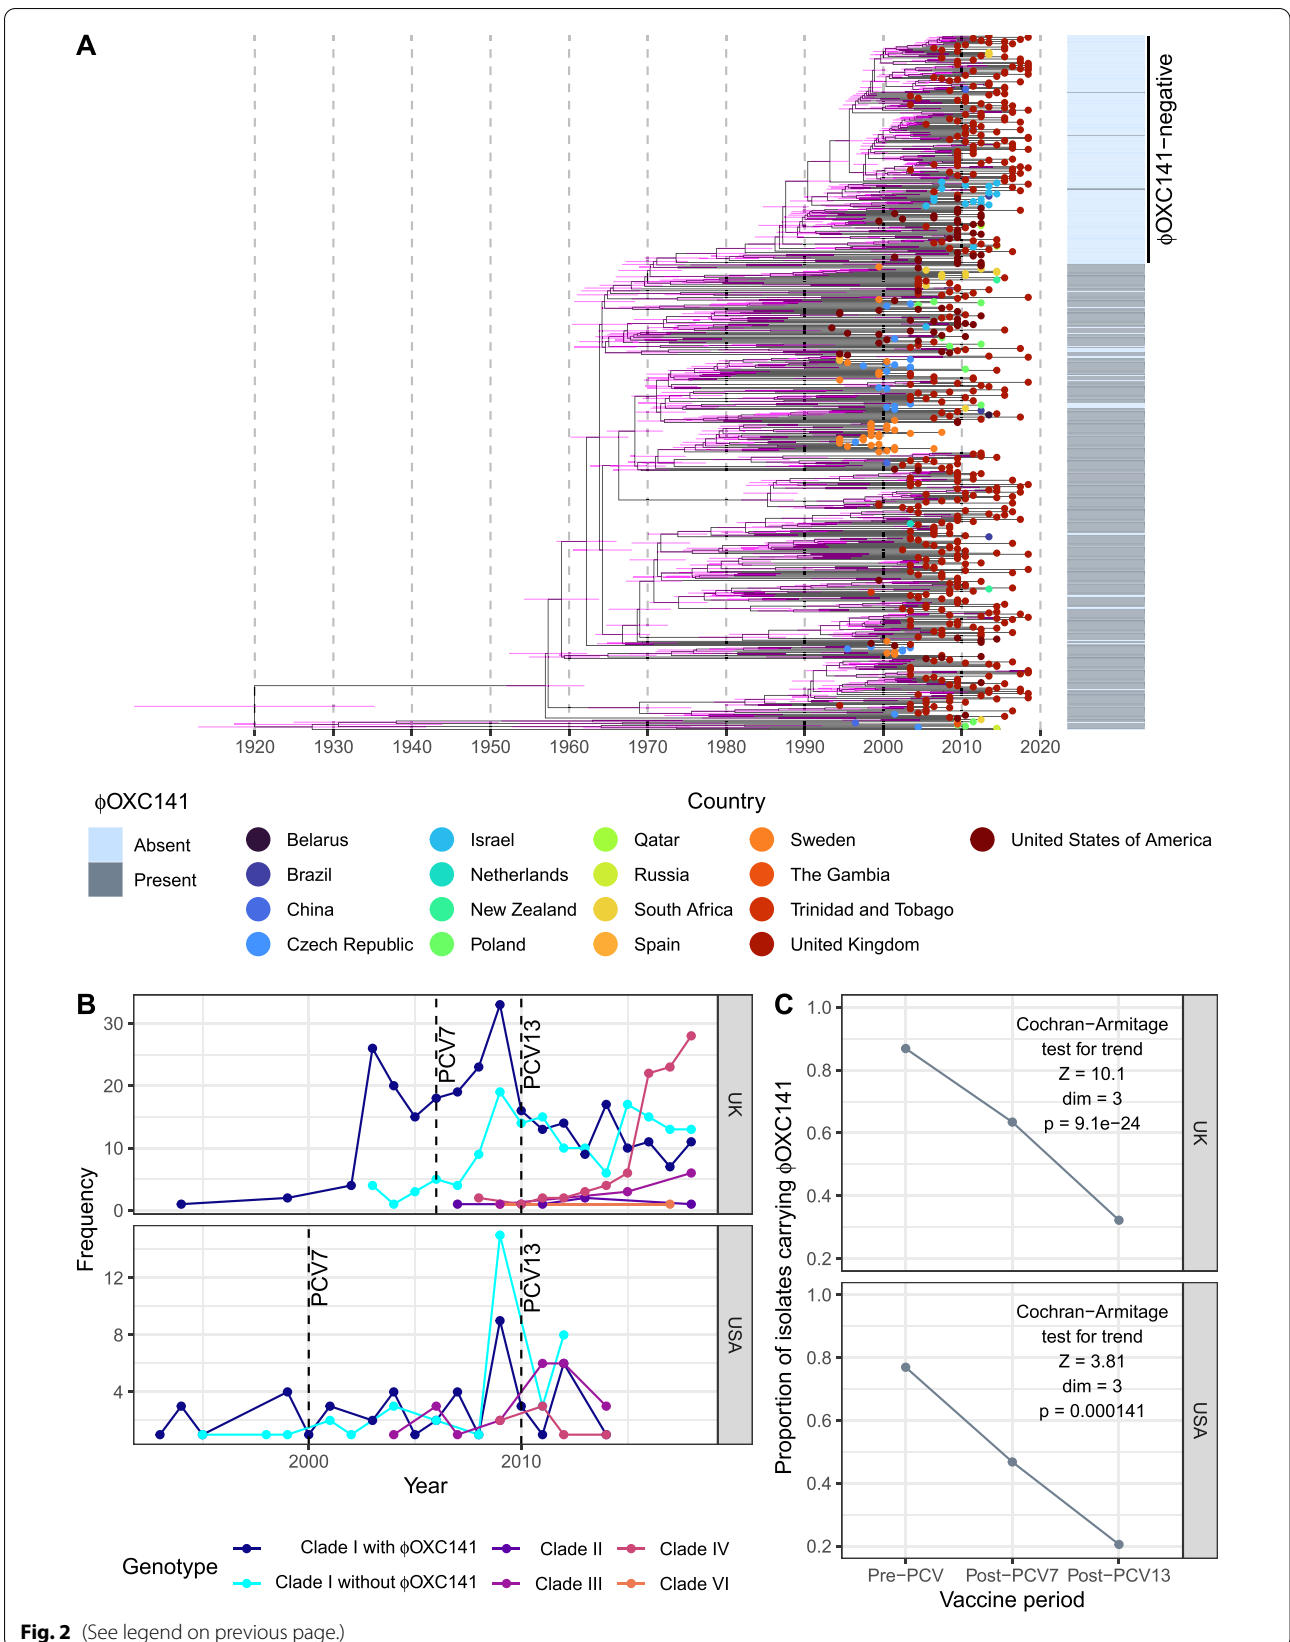 A
ϕOXC141−negative
1920 1930 1940 1950 1960 1970 1980 1990 2000 2010 2020
ϕOXC141
Absent
Present
Country
Belarus Israel Qatar Sweden United States of America
Brazil Netherlands Russia The Gambia
China New Zealand South Africa Trinidad and Tobago
Czech Republic Poland Spain United Kingdom
B
Frequency
30
20
10
0
PCV7
PCV13
UK
12
8
4
PCV7
PCV13
USA
2000 2010
Year
Genotype
Clade I with ϕOXC141 Clade II Clade IV
Clade I without ϕOXC141 Clade III Clade VI
C
Proportion of isolates carrying ϕOXC141
1.0
0.8
0.6
0.4
0.2
Cochran−Armitage
test for trend
Z = 10.1
dim = 3
p = 9.1e−24
UK
1.0
0.8
0.6
0.4
0.2
Cochran−Armitage
test for trend
Z = 3.81
dim = 3
p = 0.000141
USA
Pre−PCV Post−PCV7 Post−PCV13
Vaccine period
Fig. 2 (See legend on previous page.)